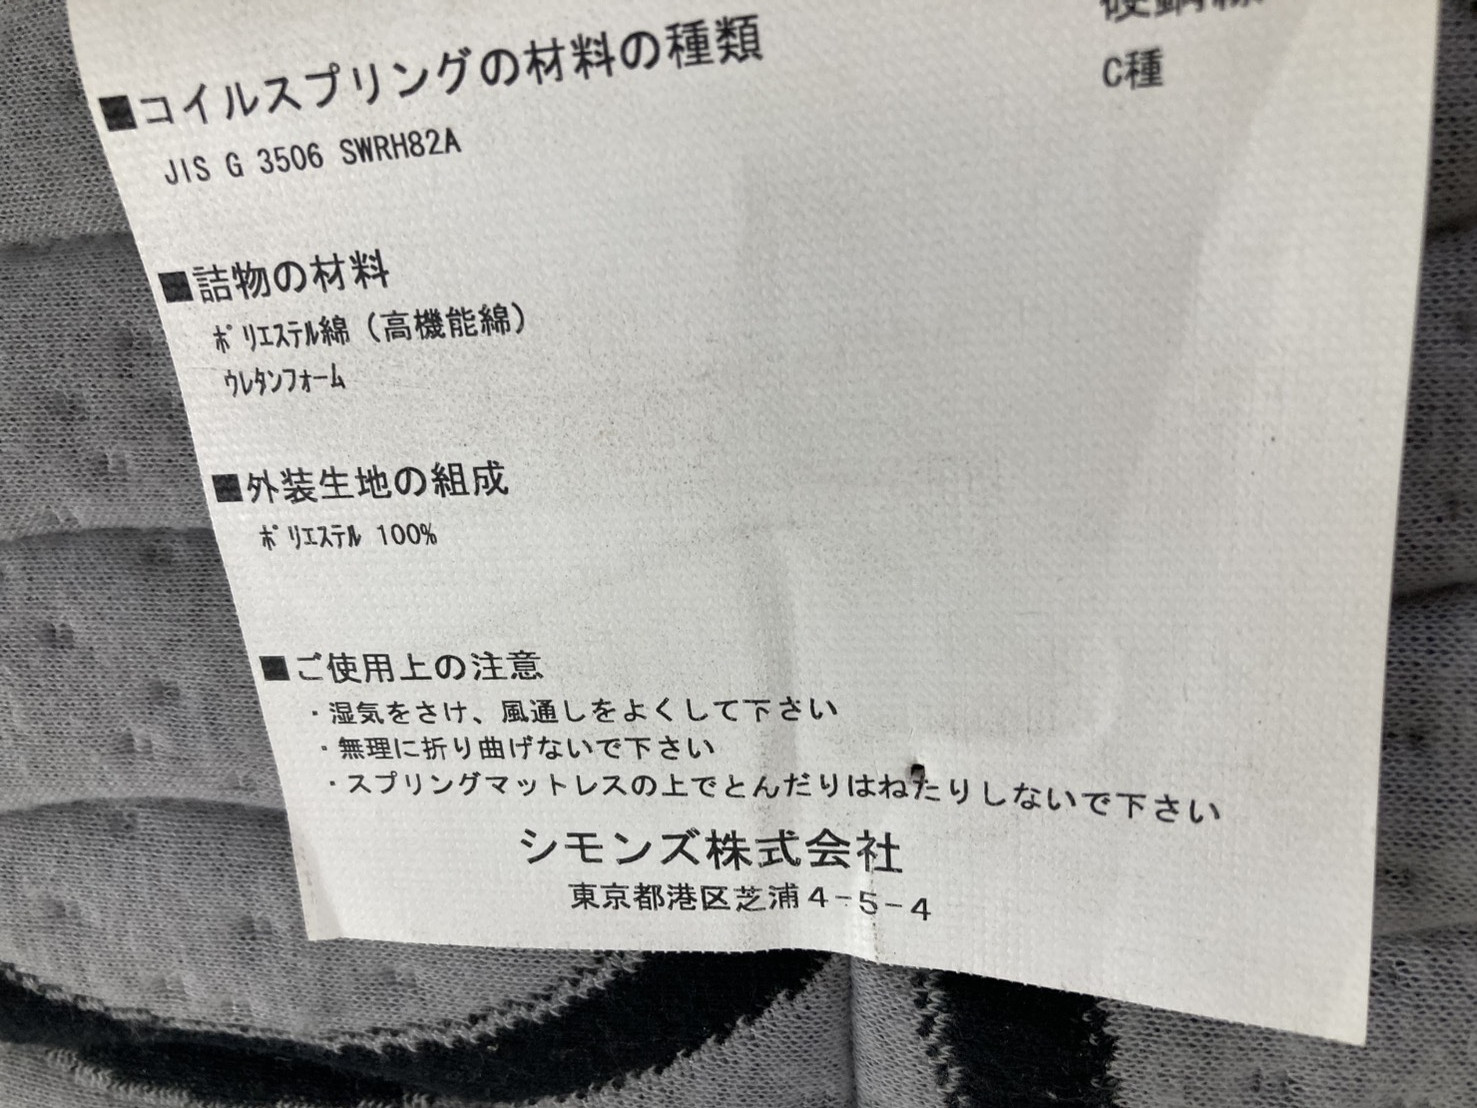 硬鋼線
C種
■コイルスプリングの材料の種類
JIS G 3506 SWRH82A
■詰物の材料
ﾎﾟﾘｴｽﾃﾙ綿（高機能綿）
ｳﾚﾀﾝﾌｫｰﾑ
■外装生地の組成
ﾎﾟﾘｴｽﾃﾙ 100%
■ご使用上の注意
・湿気をさけ、風通しをよくして下さい
・無理に折り曲げないで下さい
・スプリングマットレスの上でとんだりはねたりしないで下さい
シモンズ株式会社
東京都港区芝浦４－５－４